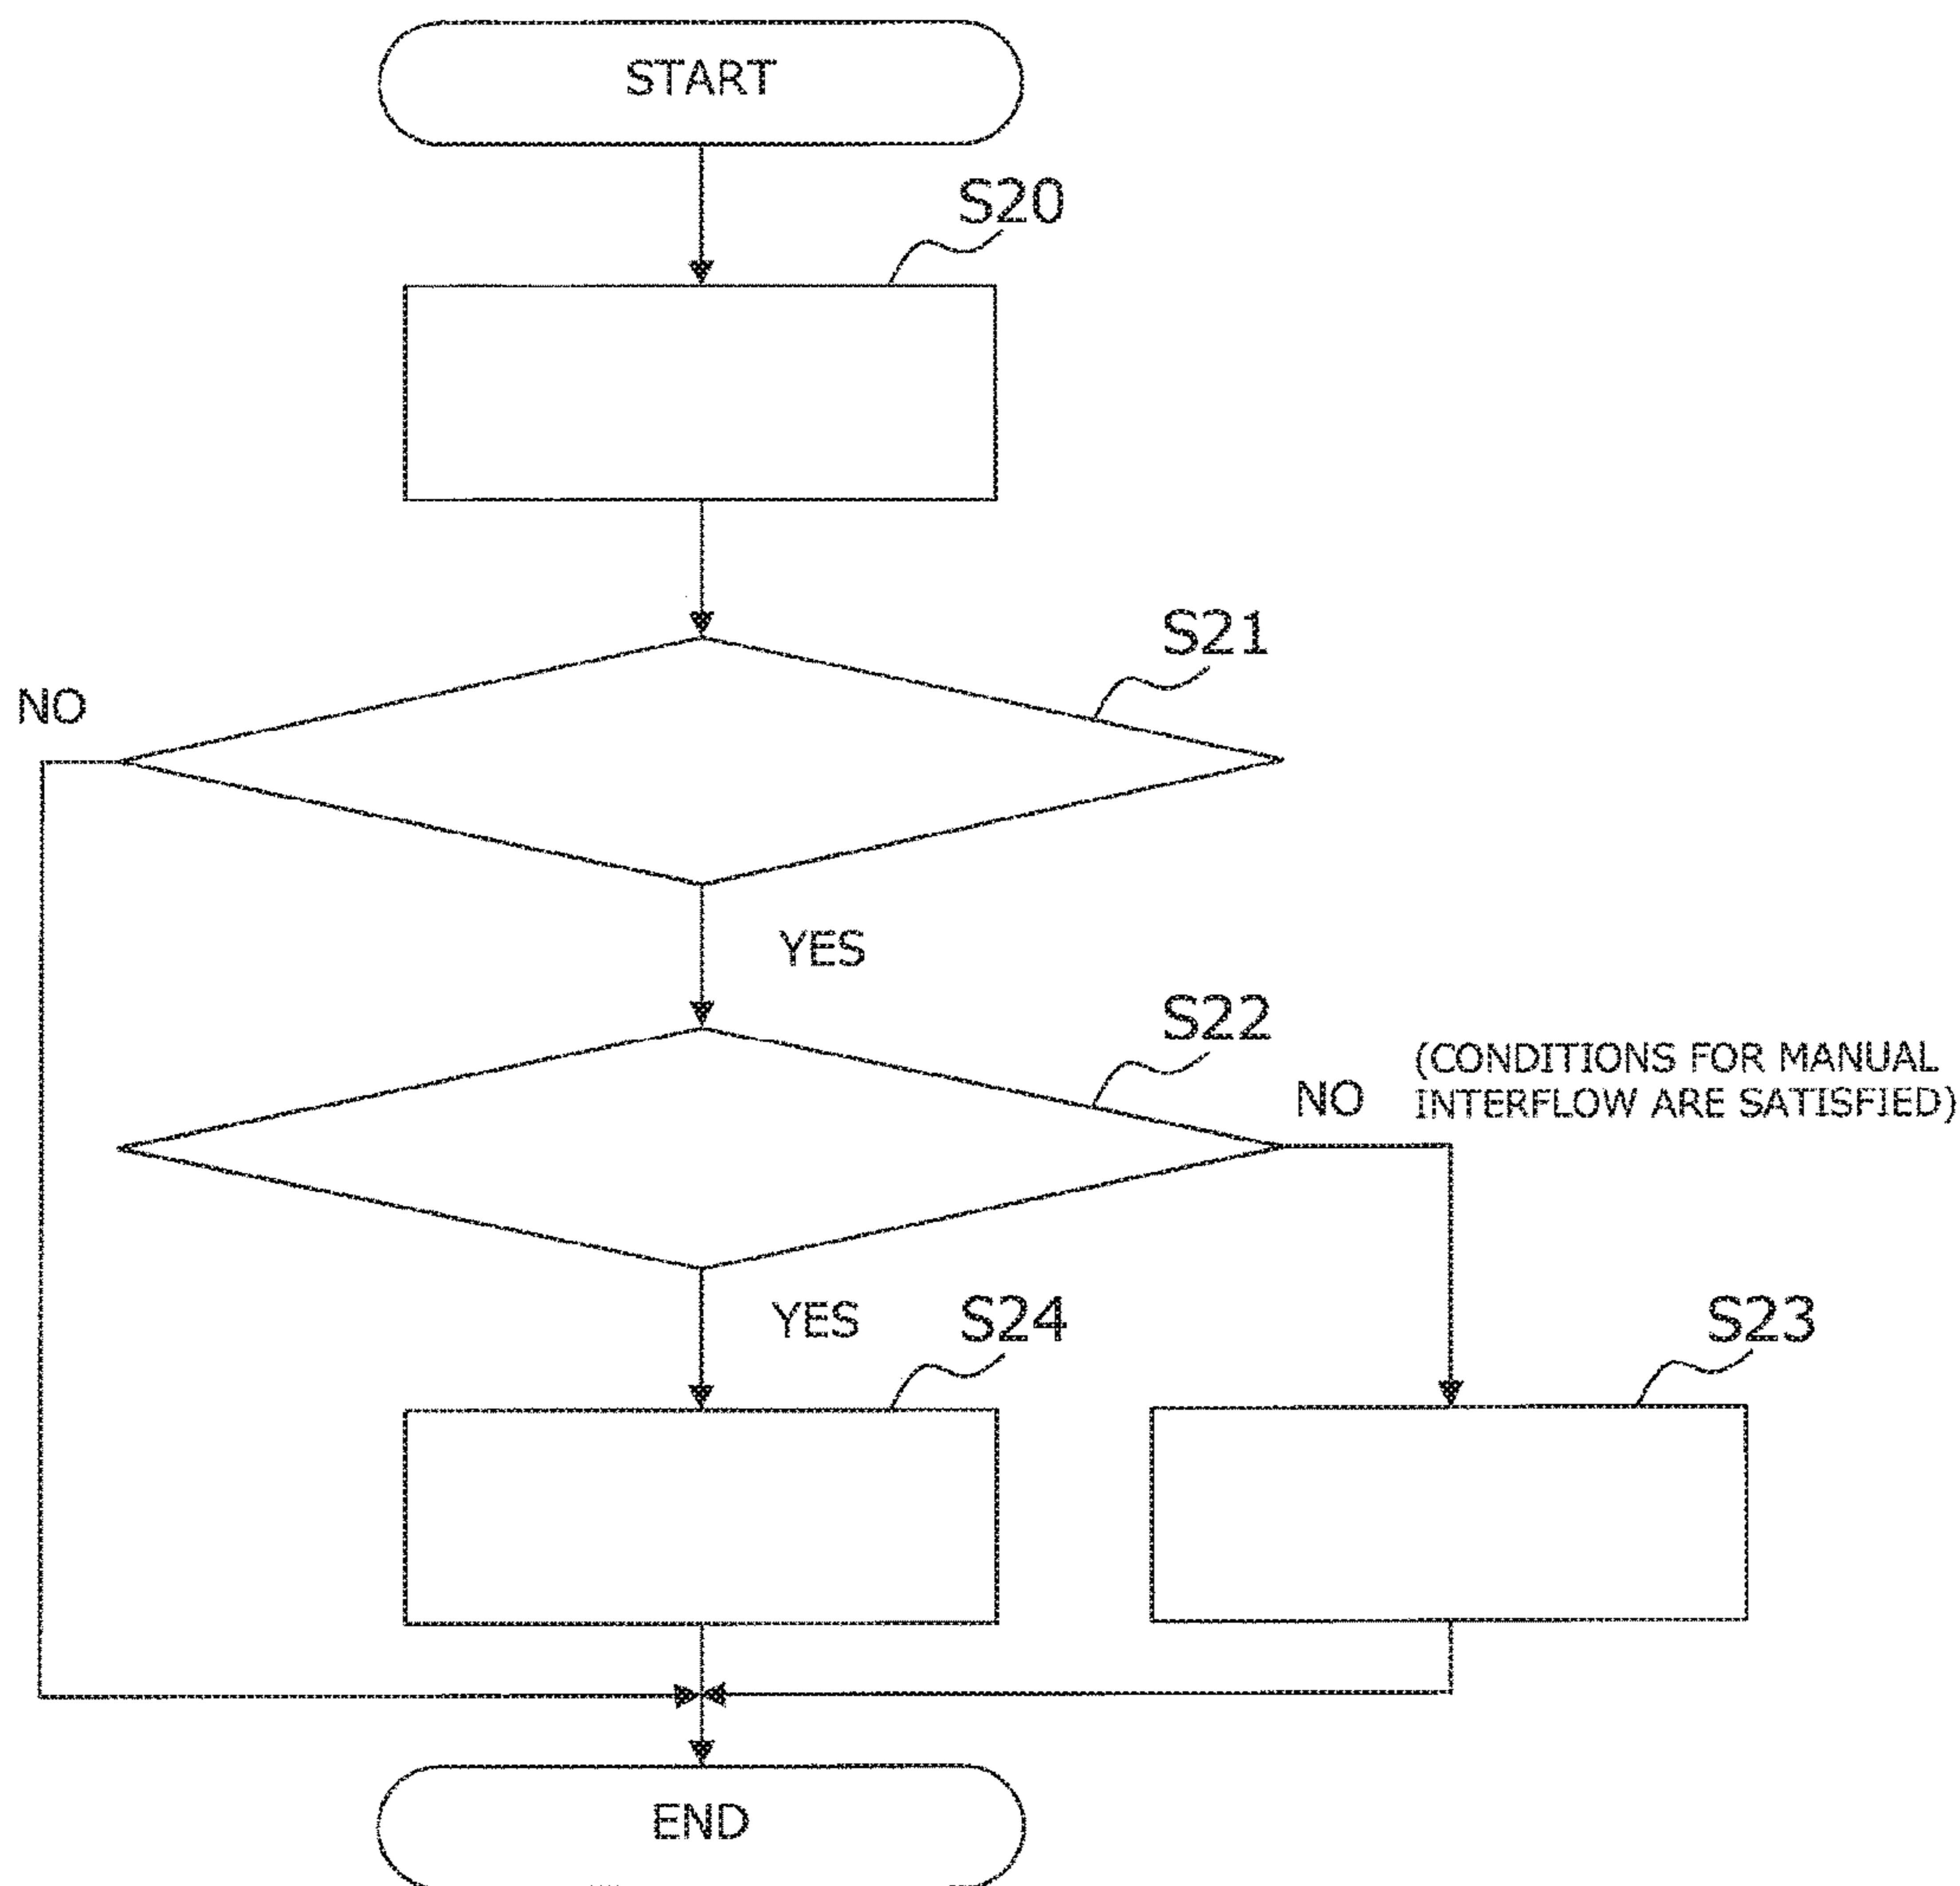 START
S20
S21
NO
YES
S22
NO
(CONDITIONS FOR MANUAL
INTERFLOW ARE SATISFIED)
YES
S24
S23
END